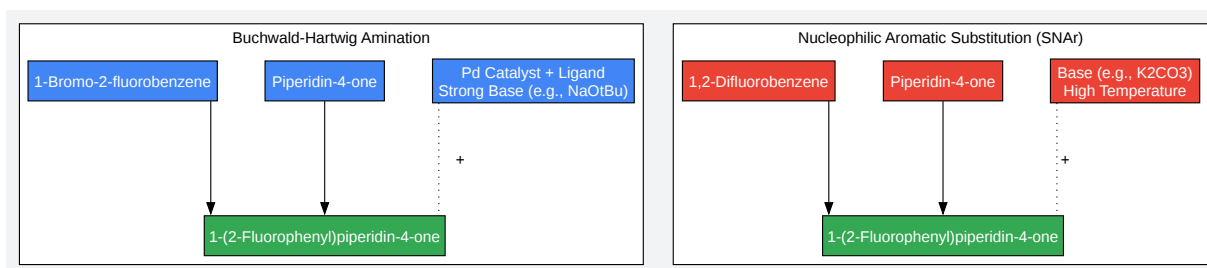 Buchwald-Hartwig Amination
1-Bromo-2-fluorobenzene
Piperidin-4-one
Pd Catalyst + Ligand
Strong Base (e.g., NaOtBu)
+
1-(2-Fluorophenyl)piperidin-4-one
Nucleophilic Aromatic Substitution (SNAr)
1,2-Difluorobenzene
Piperidin-4-one
Base (e.g., K2CO3)
High Temperature
+
1-(2-Fluorophenyl)piperidin-4-one